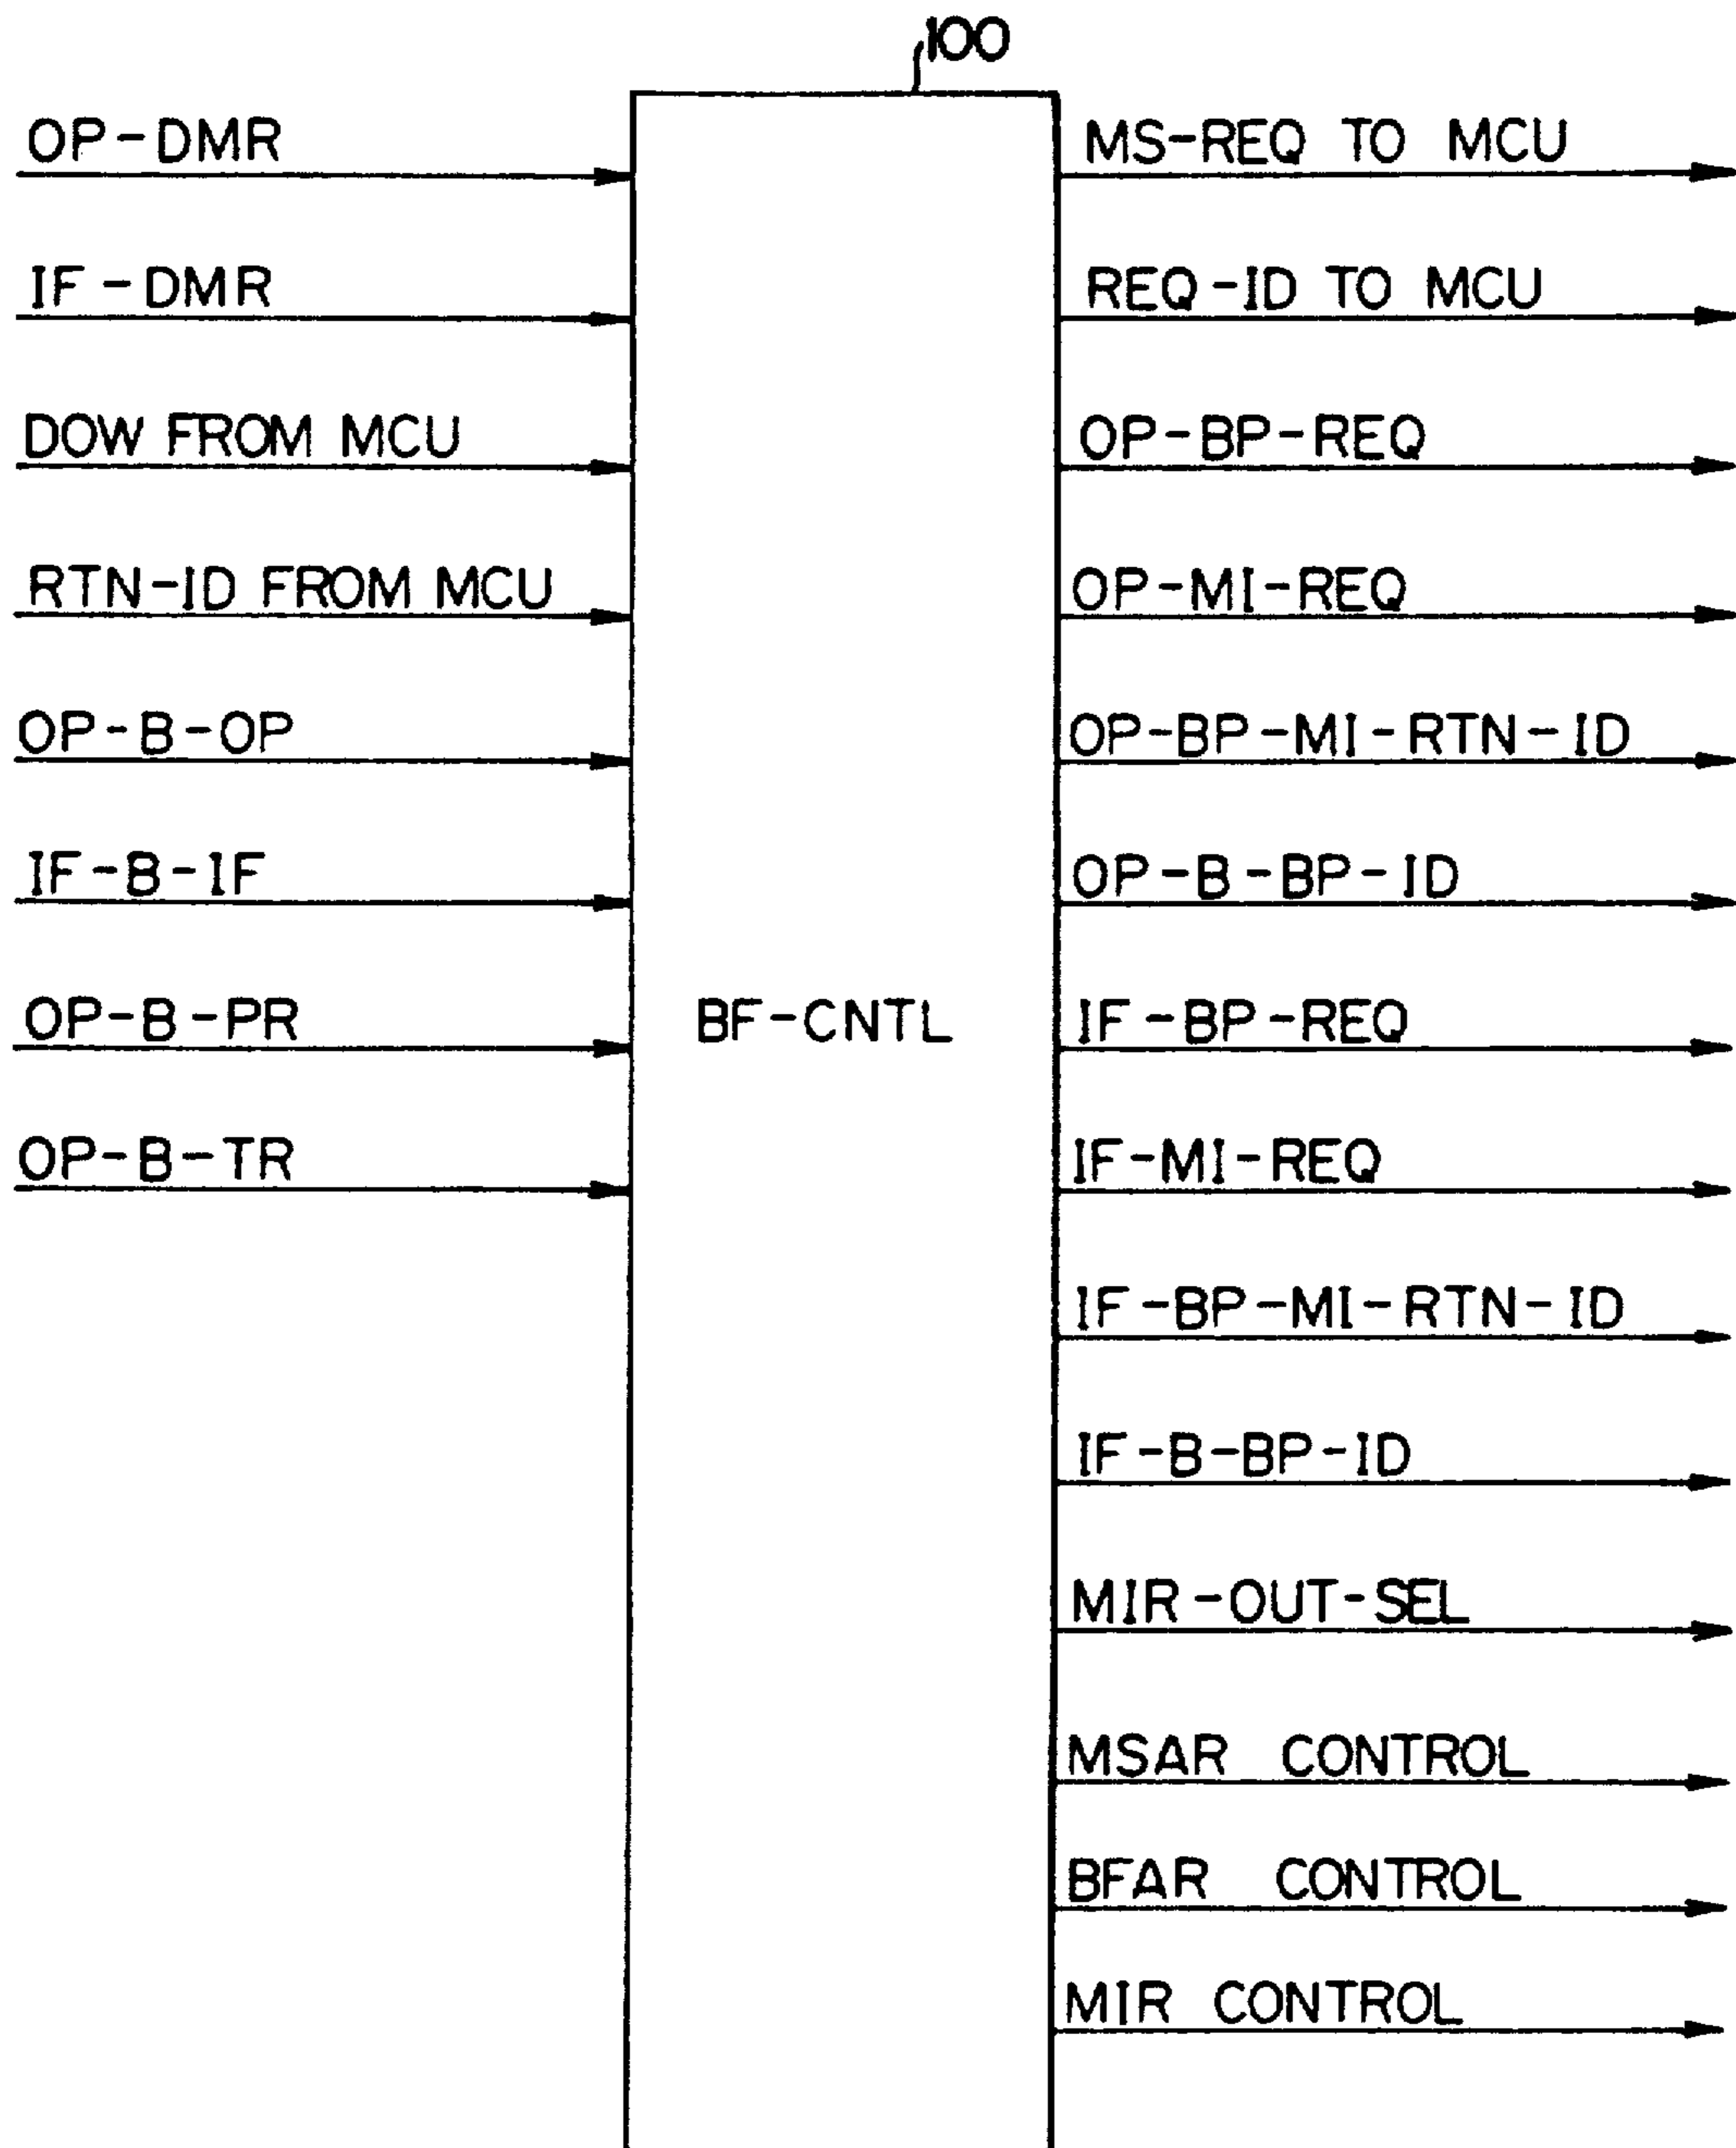 100
OP-DMR
IF-DMR
DOW FROM MCU
RTN-ID FROM MCU
OP-B-OP
IF-B-IF
OP-B-PR
OP-B-TR
BF-CNTL
MS-REQ TO MCU
REQ-ID TO MCU
OP-BP-REQ
OP-MI-REQ
OP-BP-MI-RTN-ID
OP-B-BP-ID
IF-BP-REQ
IF-MI-REQ
IF-BP-MI-RTN-ID
IF-B-BP-ID
MIR-OUT-SEL
MSAR CONTROL
BFAR CONTROL
MIR CONTROL